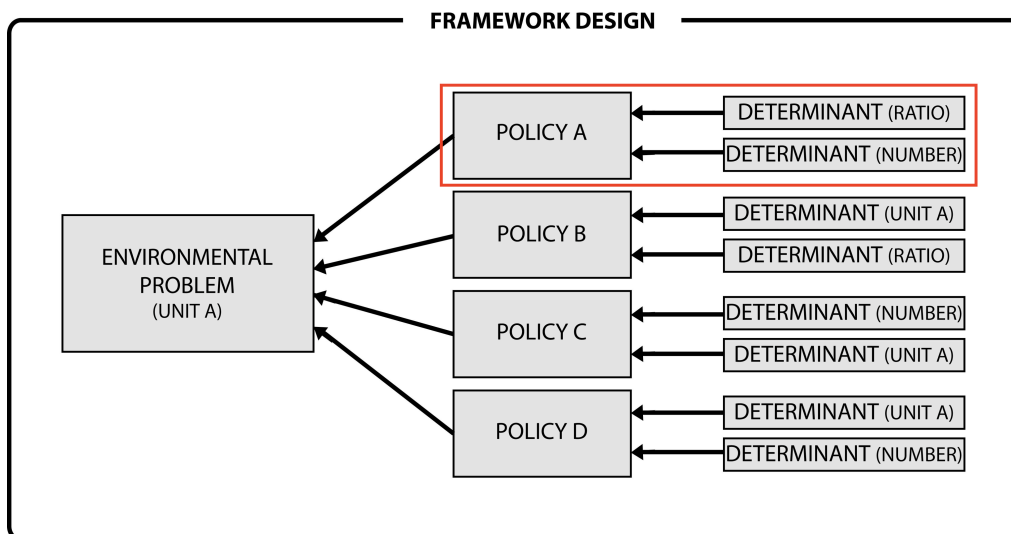 FRAMEWORK DESIGN
POLICY A
DETERMINANT (RATIO)
DETERMINANT (NUMBER)
POLICY B
DETERMINANT (UNIT A)
DETERMINANT (RATIO)
ENVIRONMENTAL
PROBLEM
(UNIT A)
POLICY C
DETERMINANT (NUMBER)
DETERMINANT (UNIT A)
POLICY D
DETERMINANT (UNIT A)
DETERMINANT (NUMBER)